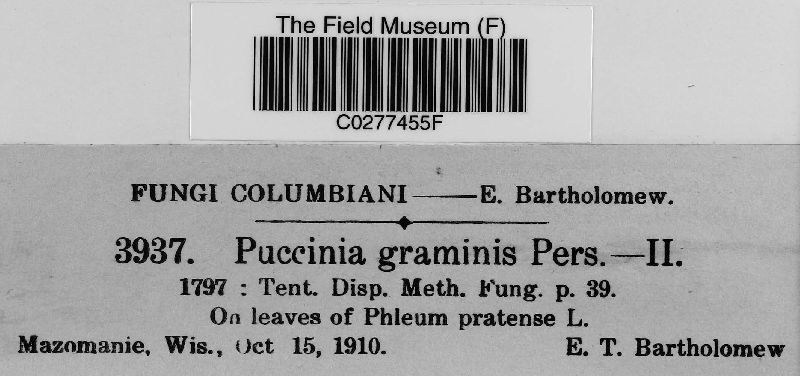 The Field Museum (F)
C0277455F
FUNGI COLUMBIANI—E. Bartholomew.
3937. Puccinia graminis Pers.—II.
1797 : Tent. Disp. Meth. Fung. p. 39.
On leaves of Phleum pratense L.
Mazomanie, Wis., Oct 15, 1910. E. T. Bartholomew